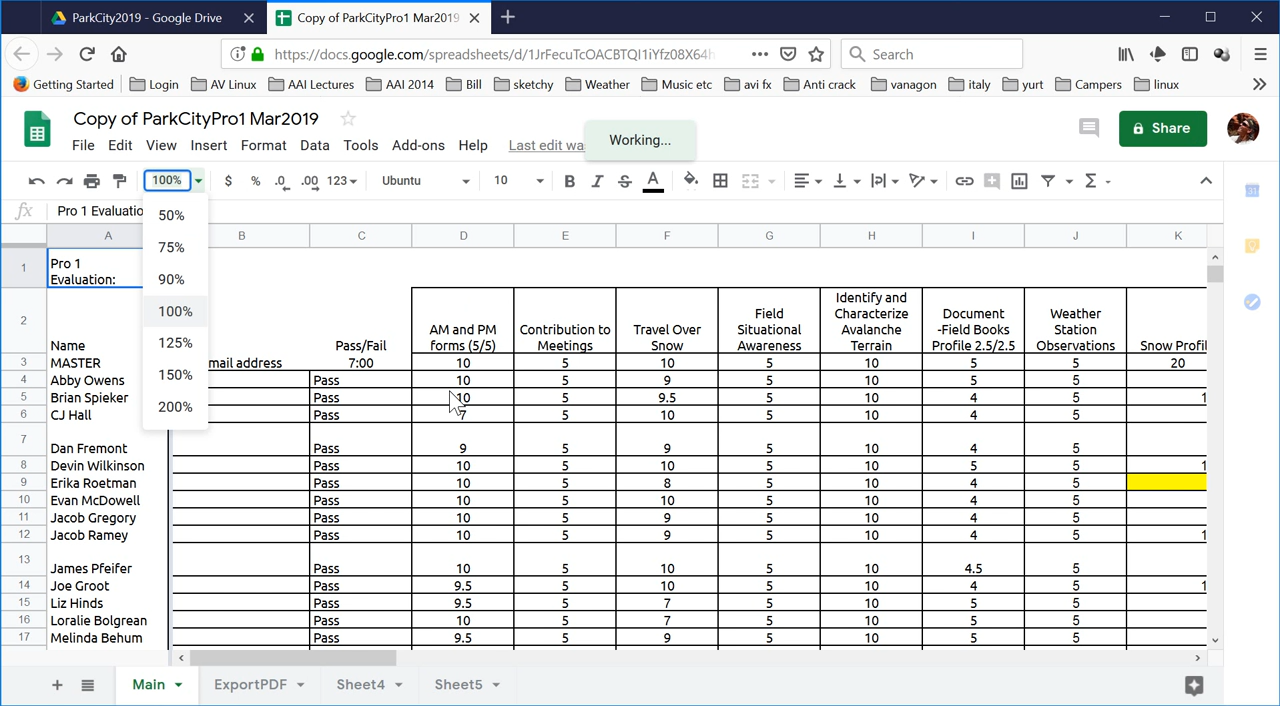 ParkCity2019 - Google Drive
Copy of ParkCityPro1 Mar2019
https://docs.google.com/spreadsheets/d/1JrFecuTcOACBTQI1iYfz08X64h
Search
Getting Started Login AV Linux AAI Lectures AAI 2014 Bill sketchy Weather Music etc avi fx Anti crack vanagon italy yurt Campers linux
Copy of ParkCityPro1 Mar2019
Working...
Share
File Edit View Insert Format Data Tools Add-ons Help Last edit wa
100% $ % .0 .00 123 Ubuntu 10 B I S A
fx Pro 1 Evaluatio
50%
75%
90%
100%
125%
150%
200%
A B C D E F G H I J K
1 Pro 1
Evaluation:
2 Name Pass/Fail AM and PM
forms (5/5) Contribution to
Meetings Travel Over
Snow Field
Situational
Awareness Identify and
Characterize
Avalanche
Terrain Document
-Field Books
Profile 2.5/2.5 Weather
Station
Observations Snow Profil
3 MASTER mail address 7:00 10 5 10 5 10 5 5 20
4 Abby Owens Pass 10 5 9 5 10 4 5
5 Brian Spieker Pass 10 5 9.5 5 10 4 5 1
6 CJ Hall Pass 7 5 10 5 10 4 5
7 Dan Fremont Pass 9 5 9 5 10 4 5
8 Devin Wilkinson Pass 10 5 10 5 10 5 5 1
9 Erika Roetman Pass 10 5 8 5 10 4 5
10 Evan McDowell Pass 10 5 10 5 10 4 5
11 Jacob Gregory Pass 10 5 9 5 10 4 5
12 Jacob Ramey Pass 10 5 9 5 10 4 5 1
13 James Pfeifer Pass 10 5 10 5 10 4.5 5
14 Joe Groot Pass 9.5 5 10 5 10 4 5 1
15 Liz Hinds Pass 9.5 5 7 5 10 5 5
16 Loralie Bolgrean Pass 10 5 7 5 10 5 5
17 Melinda Behum Pass 9.5 5 9 5 10 4 5
Main ExportPDF Sheet4 Sheet5
31